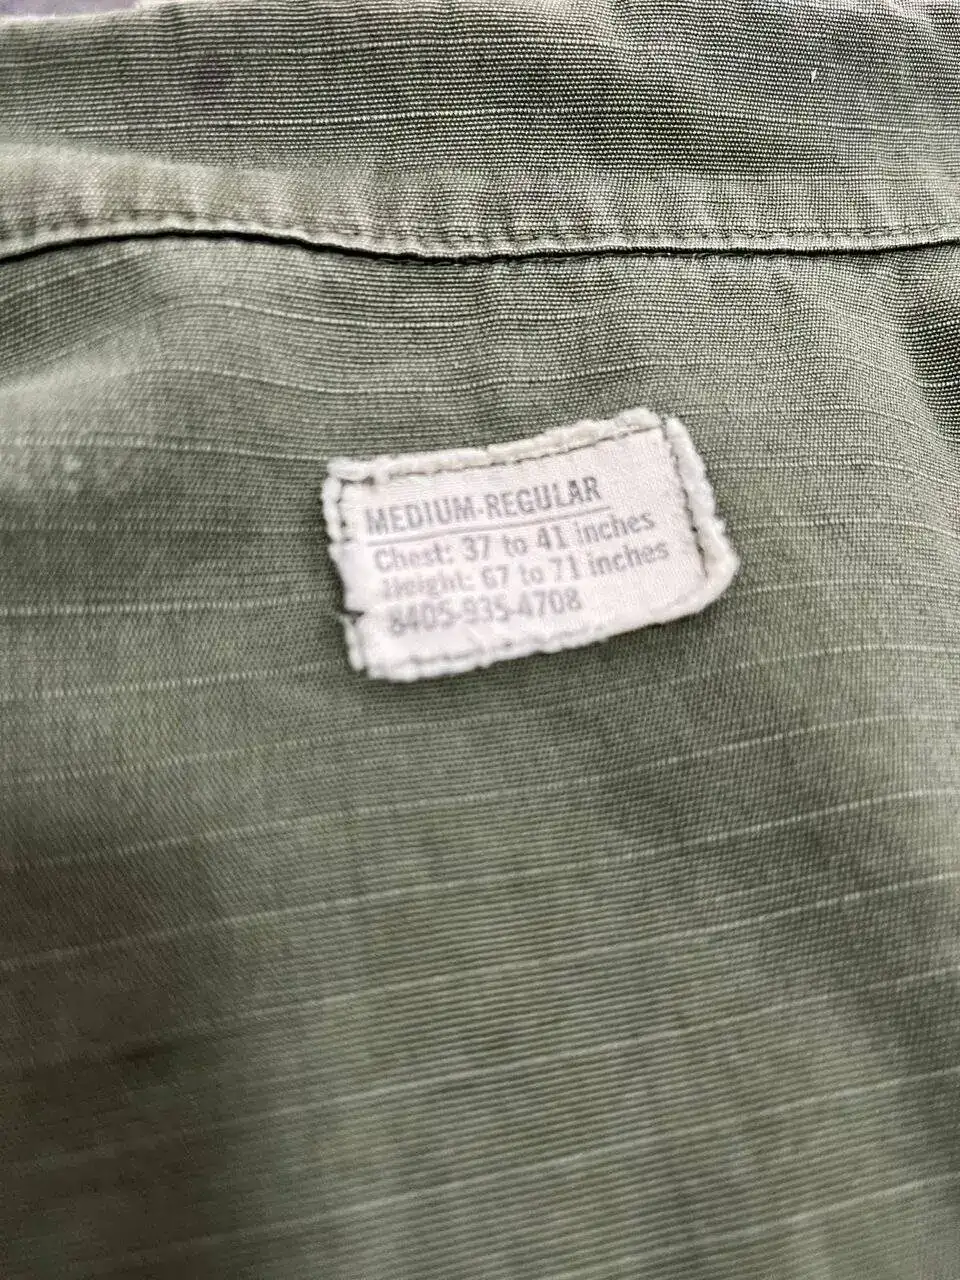 MEDIUM-REGULAR
Chest: 37 to 41 inches
Height: 67 to 71 inches
8405-935-4708